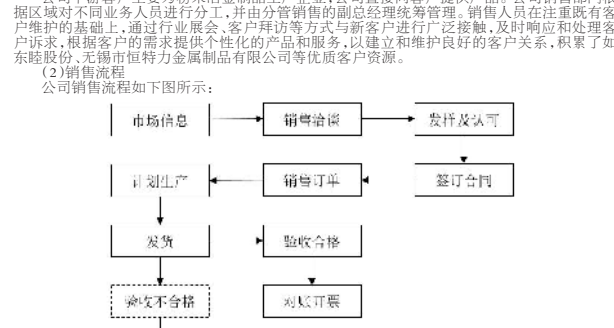 据区域对不同业务人员进行分工,并由分管销售的副总经理统筹管理。销售人员在注重既有客
户维护的基础上,通过行业展会、客户拜访等方式与新客户进行广泛接触,及时响应和处理客
户诉求,根据客户的需求提供个性化的产品和服务,以建立和维护良好的客户关系,积累了如
东睦股份、无锡市恒特力金属制品有限公司等优质客户资源。
(2)销售流程
公司销售流程如下图所示:
市场信息 销售洽谈 发样及认可
计划生产 销售订单 签订合同
发货 验收合格
验收不合格 对账开票